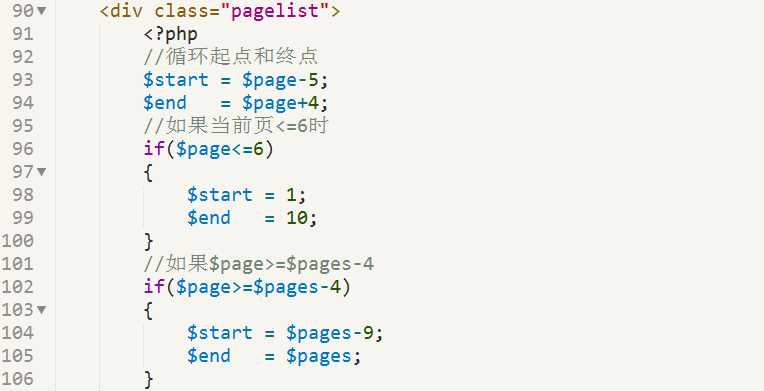 90▼ <div class="pagelist">
91 <?php
92 //循环起点和终点
93 $start = $page-5;
94 $end   = $page+4;
95 //如果当前页<=6时
96 if($page<=6)
97▼ {
98 $start = 1;
99 $end   = 10;
100 }
101 //如果$page>=$pages-4
102 if($page>=$pages-4)
103▼ {
104 $start = $pages-9;
105 $end   = $pages;
106 }